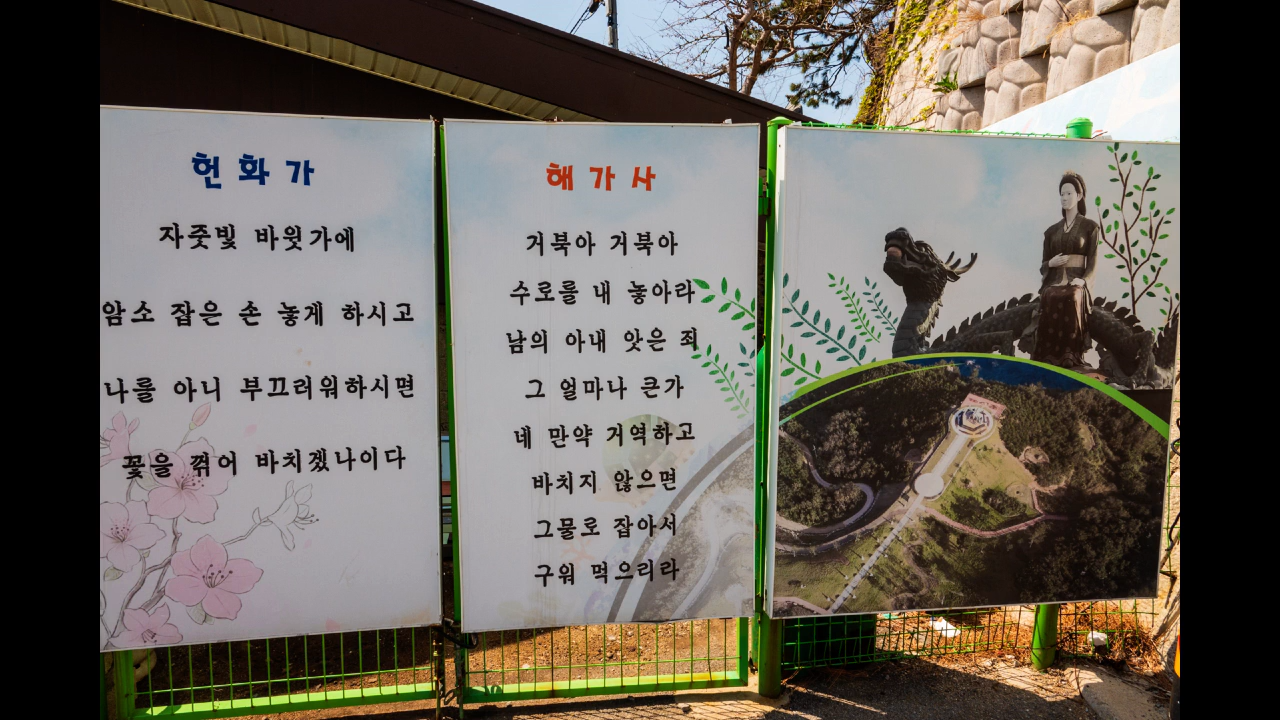 헌화가
자줏빛 바윗가에
암소 잡은 손 놓게 하시고
나를 아니 부끄러워하시면
꽃을 꺾어 바치겠나이다
해가사
거북아 거북아
수로를 내 놓아라
남의 아내 앗은 죄
그 얼마나 큰가
네 만약 거역하고
바치지 않으면
그물로 잡아서
구워 먹으리라